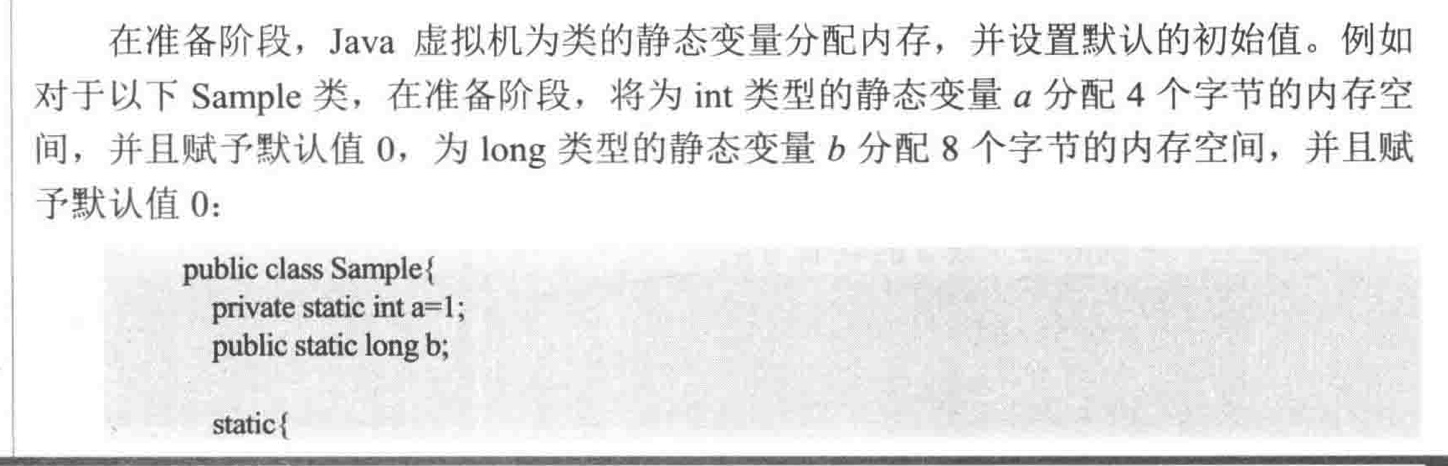 在准备阶段，Java 虚拟机为类的静态变量分配内存，并设置默认的初始值。例如
对于以下 Sample 类，在准备阶段，将为 int 类型的静态变量 a 分配 4 个字节的内存空
间，并且赋予默认值 0，为 long 类型的静态变量 b 分配 8 个字节的内存空间，并且赋
予默认值 0：
public class Sample{
private static int a=1;
public static long b;
static{